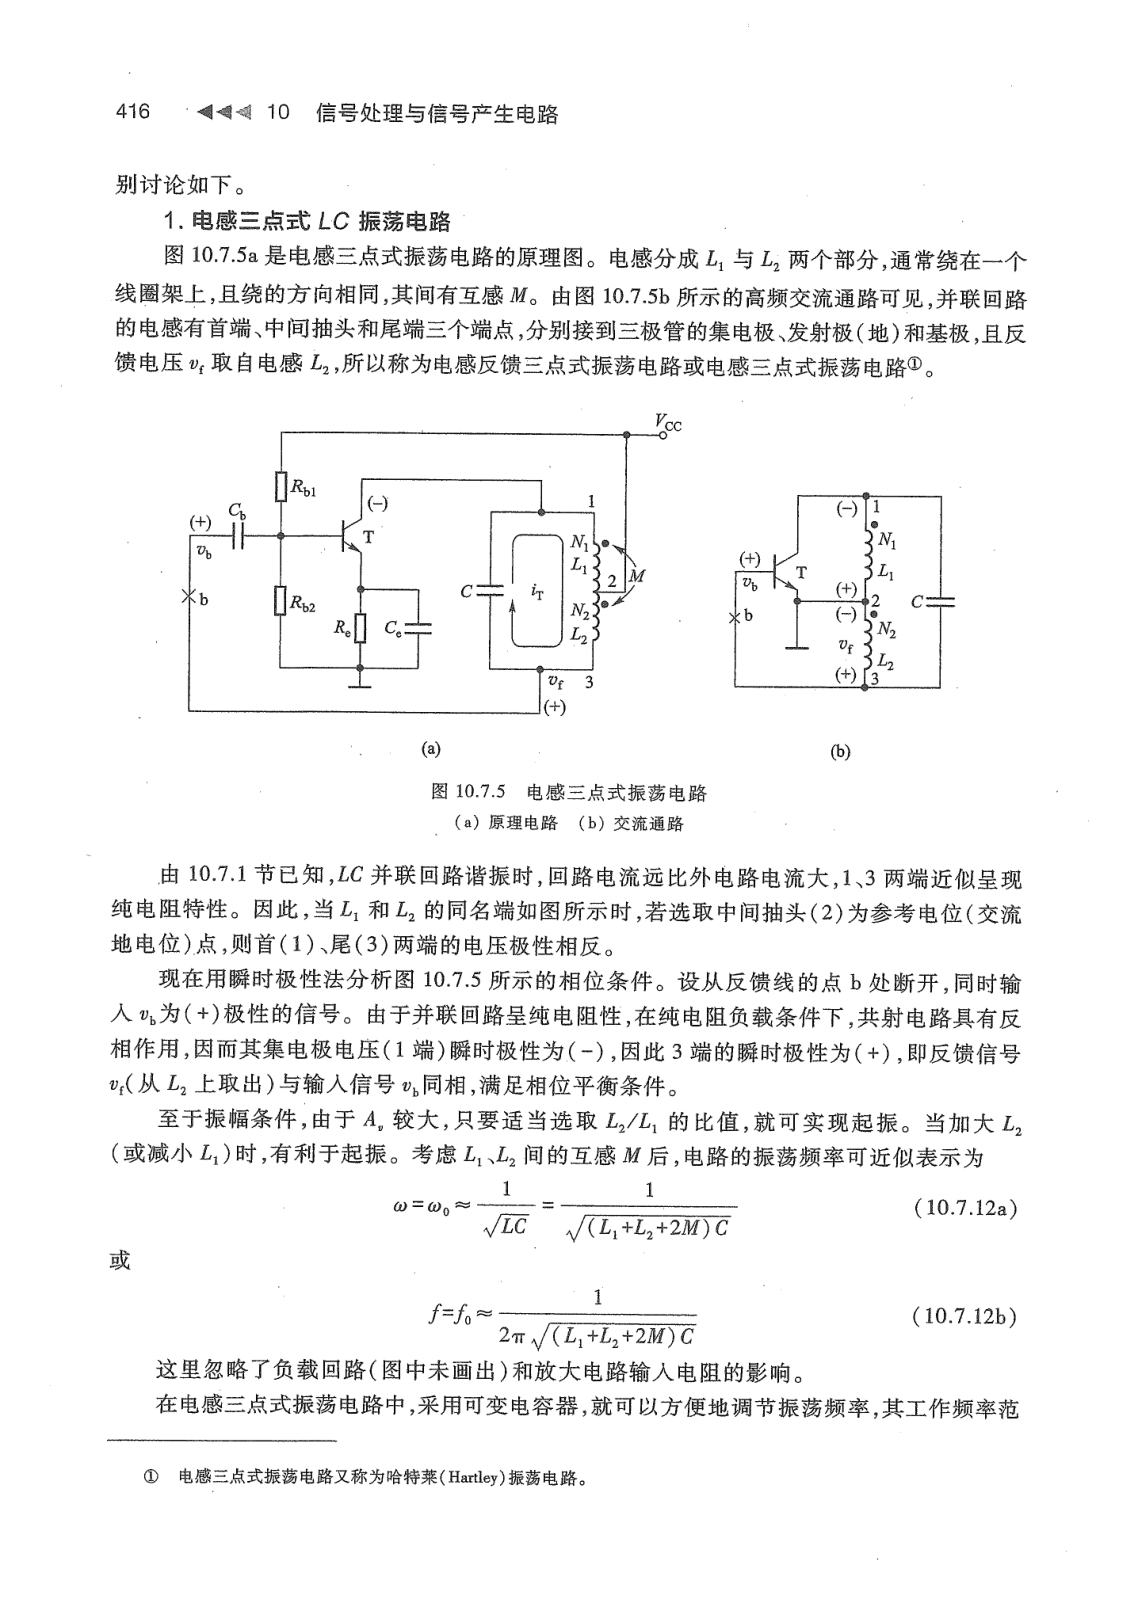 416 ◀◀◀ 10 信号处理与信号产生电路
别讨论如下。
1. 电感三点式 LC 振荡电路
图 10.7.5a 是电感三点式振荡电路的原理图。电感分成 L₁ 与 L₂ 两个部分,通常绕在一个
线圈架上,且绕的方向相同,其间有互感 M。由图 10.7.5b 所示的高频交流通路可见,并联回路
的电感有首端、中间抽头和尾端三个端点,分别接到三极管的集电极、发射极(地)和基极,且反
馈电压 v_f 取自电感 L₂,所以称为电感反馈三点式振荡电路或电感三点式振荡电路①。
V_CC
R_b1
(-)
1
C_b
(+)
v_b
T
N₁
L₁
M
2
C
i_T
b
R_b2
R_e
C_e
N₂
L₂
v_f
3
(+)
(a)
(-)
1
N₁
L₁
(+)
v_b
T
(+)
2
C
b
(-)
N₂
v_f
L₂
(+)
3
(b)
图 10.7.5 电感三点式振荡电路
(a) 原理电路 (b) 交流通路
由 10.7.1 节已知,LC 并联回路谐振时,回路电流远比外电路电流大,1、3 两端近似呈现
纯电阻特性。因此,当 L₁ 和 L₂ 的同名端如图所示时,若选取中间抽头(2)为参考电位(交流
地电位)点,则首(1)、尾(3)两端的电压极性相反。
现在用瞬时极性法分析图 10.7.5 所示的相位条件。设从反馈线的点 b 处断开,同时输
入 v_b为(+)极性的信号。由于并联回路呈纯电阻性,在纯电阻负载条件下,共射电路具有反
相作用,因而其集电极电压(1 端)瞬时极性为(-),因此 3 端的瞬时极性为(+),即反馈信号
v_f(从 L₂ 上取出)与输入信号 v_b同相,满足相位平衡条件。
至于振幅条件,由于 A_v 较大,只要适当选取 L₂/L₁ 的比值,就可实现起振。当加大 L₂
(或减小 L₁)时,有利于起振。考虑 L₁、L₂ 间的互感 M 后,电路的振荡频率可近似表示为
ω=ω₀≈1/√(LC)=1/√((L₁+L₂+2M)C) (10.7.12a)
或
f=f₀≈1/(2π√((L₁+L₂+2M)C)) (10.7.12b)
这里忽略了负载回路(图中未画出)和放大电路输入电阻的影响。
在电感三点式振荡电路中,采用可变电容器,就可以方便地调节振荡频率,其工作频率范
① 电感三点式振荡电路又称为哈特莱(Hartley)振荡电路。